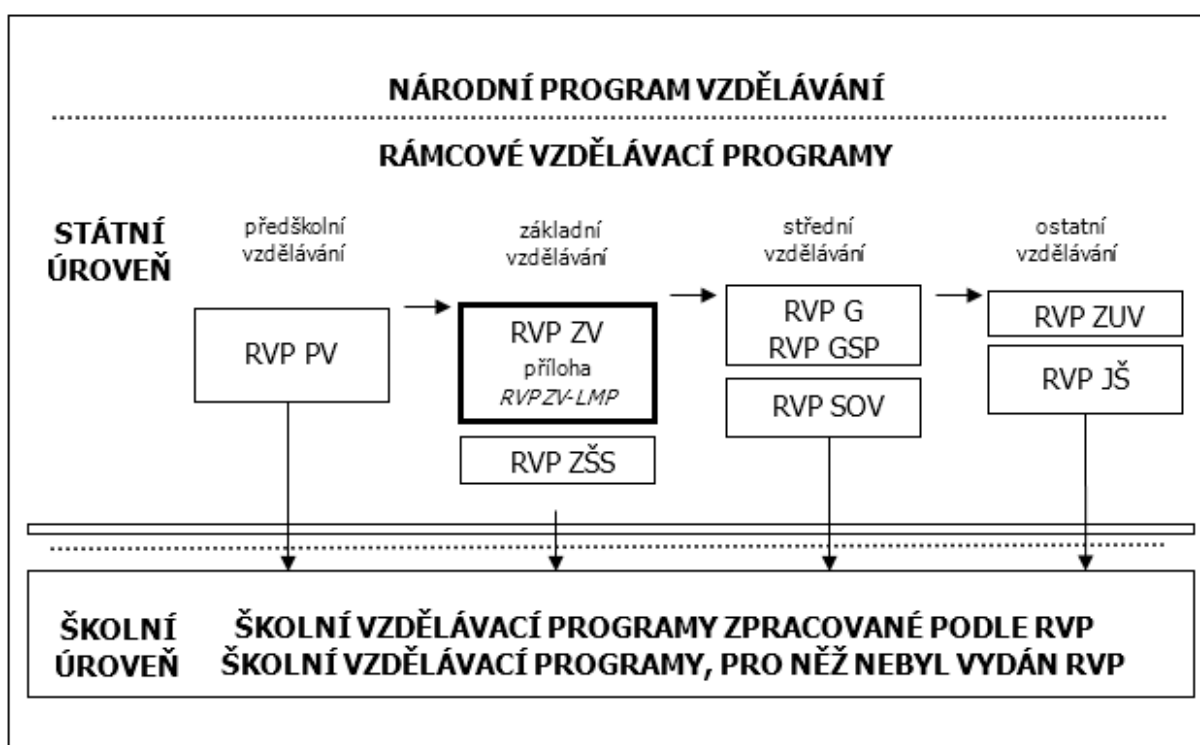 NÁRODNÍ PROGRAM VZDĚLÁVÁNÍ
RÁMCOVÉ VZDĚLÁVACÍ PROGRAMY
STÁTNÍ
ÚROVEŇ
předškolní
vzdělávání
základní
vzdělávání
střední
vzdělávání
ostatní
vzdělávání
RVP PV
RVP ZV
příloha
RVP ZV-LMP
RVP ZŠS
RVP G
RVP GSP
RVP SOV
RVP ZUV
RVP JŠ
ŠKOLNÍ
ÚROVEŇ
ŠKOLNÍ VZDĚLÁVACÍ PROGRAMY ZPRACOVANÉ PODLE RVP
ŠKOLNÍ VZDĚLÁVACÍ PROGRAMY, PRO NĚŽ NEBYL VYDÁN RVP